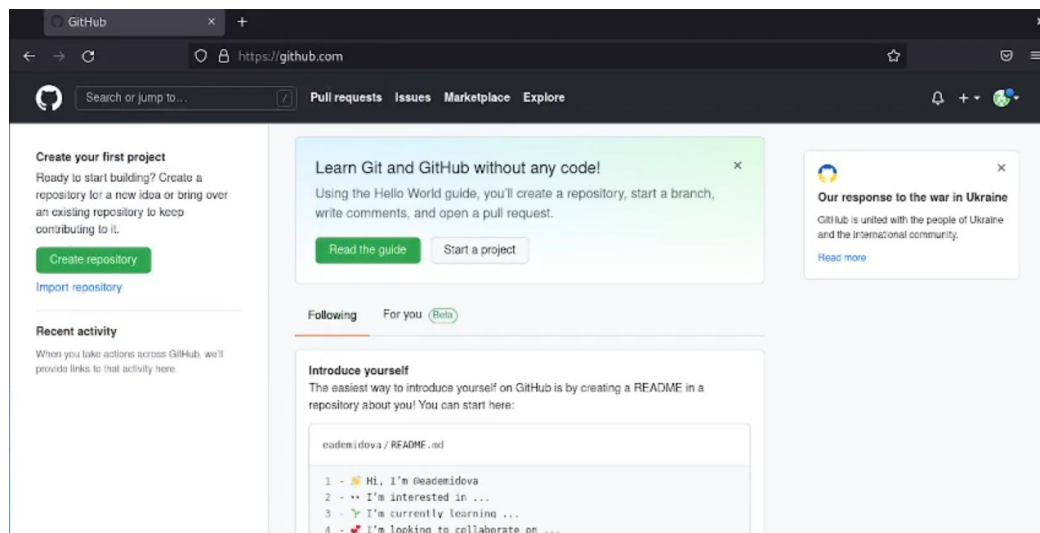 GitHub
https://github.com
Search or jump to...
/
Pull requests Issues Marketplace Explore
Create your first project
Ready to start building? Create a
repository for a new idea or bring over
an existing repository to keep
contributing to it.
Create repository
Import repository
Recent activity
When you take actions across GitHub, we'll
provide links to that activity here.
Learn Git and GitHub without any code!
Using the Hello World guide, you'll create a repository, start a branch,
write comments, and open a pull request.
Read the guide Start a project
Following For you Beta
Introduce yourself
The easiest way to introduce yourself on GitHub is by creating a README in a
repository about you! You can start here:
eademidova/README.md
1 - 👋 Hi, I'm @eademidova
2 - 👀 I'm interested in ...
3 - 🌱 I'm currently learning ...
4 - 💞️ I'm looking to collaborate on ...
Our response to the war in Ukraine
GitHub is united with the people of Ukraine
and the international community.
Read more